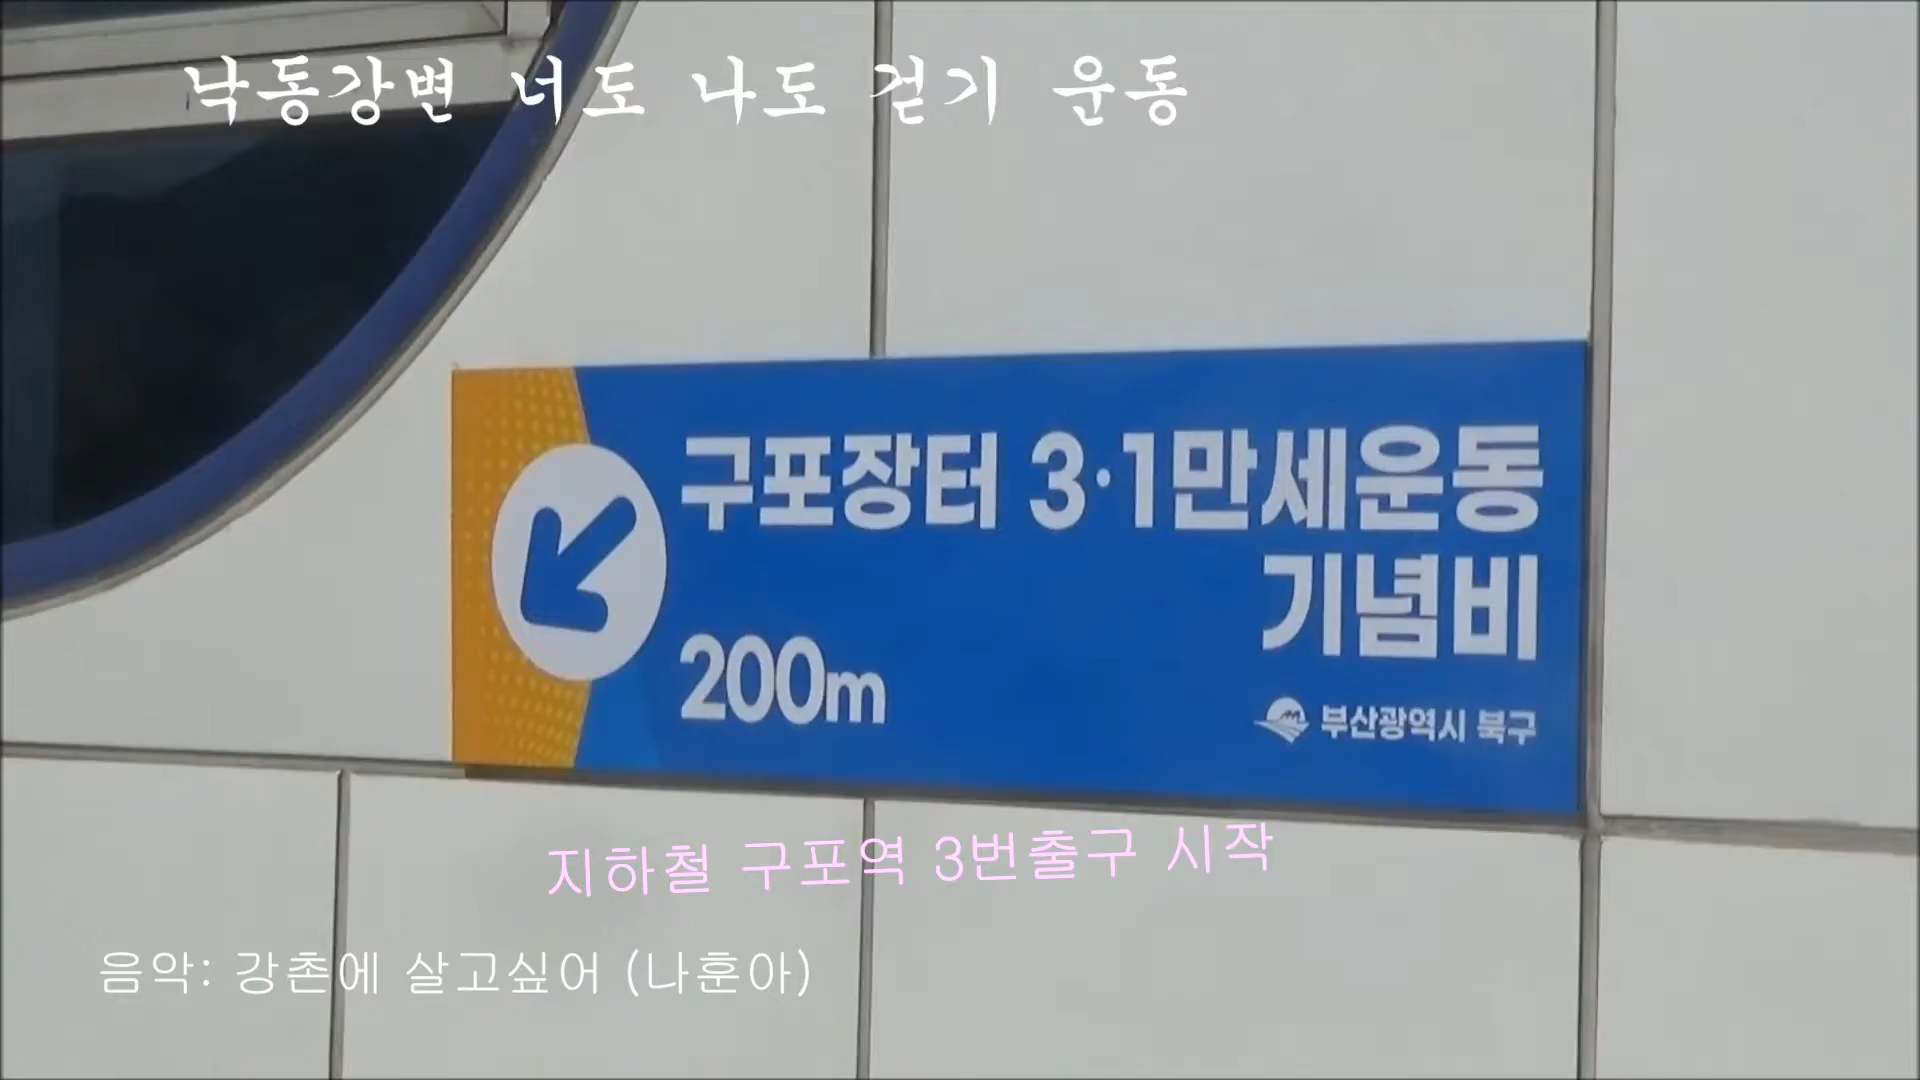 낙동강변 너도 나도 걷기 운동
구포장터 3·1만세운동
기념비
200m
부산광역시 북구
지하철 구포역 3번출구 시작
음악: 강촌에 살고싶어 (나훈아)